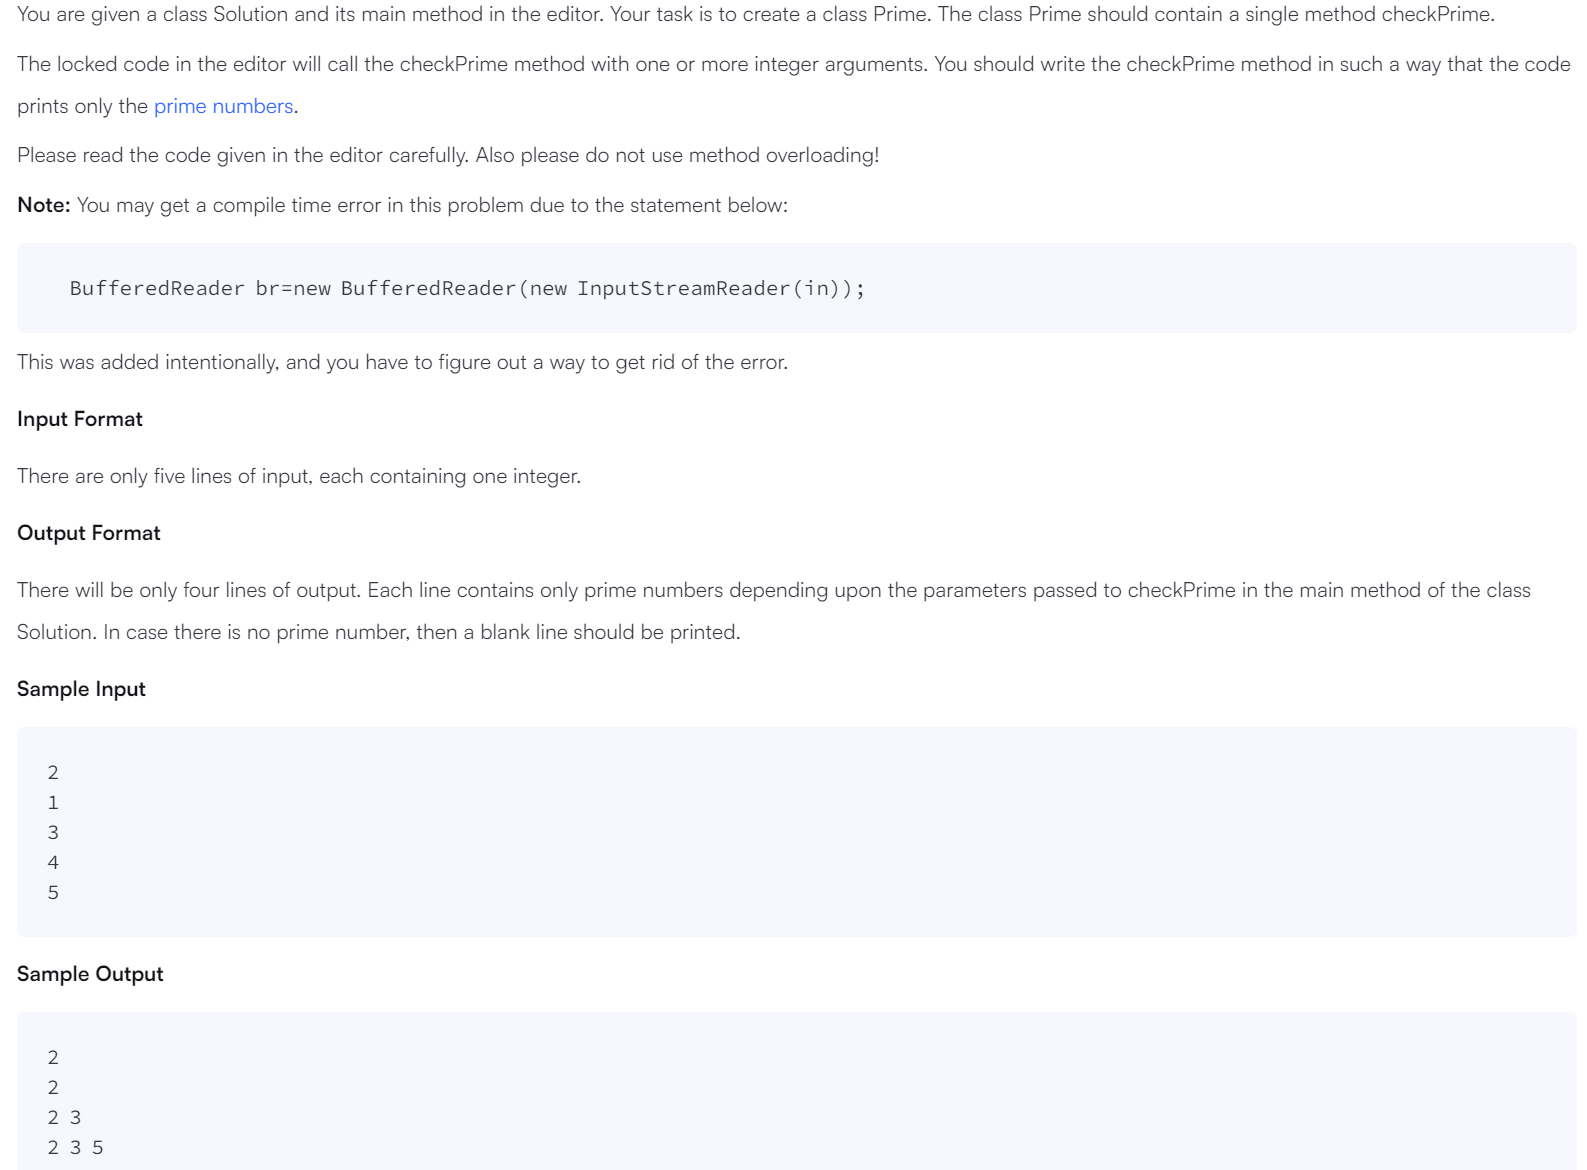 You are given a class Solution and its main method in the editor. Your task is to create a class Prime. The class Prime should contain a single method checkPrime.
The locked code in the editor will call the checkPrime method with one or more integer arguments. You should write the checkPrime method in such a way that the code
prints only the prime numbers.
Please read the code given in the editor carefully. Also please do not use method overloading!
Note: You may get a compile time error in this problem due to the statement below:
BufferedReader br=new BufferedReader(new InputStreamReader(in));
This was added intentionally, and you have to figure out a way to get rid of the error.
Input Format
There are only five lines of input, each containing one integer.
Output Format
There will be only four lines of output. Each line contains only prime numbers depending upon the parameters passed to checkPrime in the main method of the class
Solution. In case there is no prime number, then a blank line should be printed.
Sample Input
2
1
3
4
5
Sample Output
2
2
2 3
2 3 5